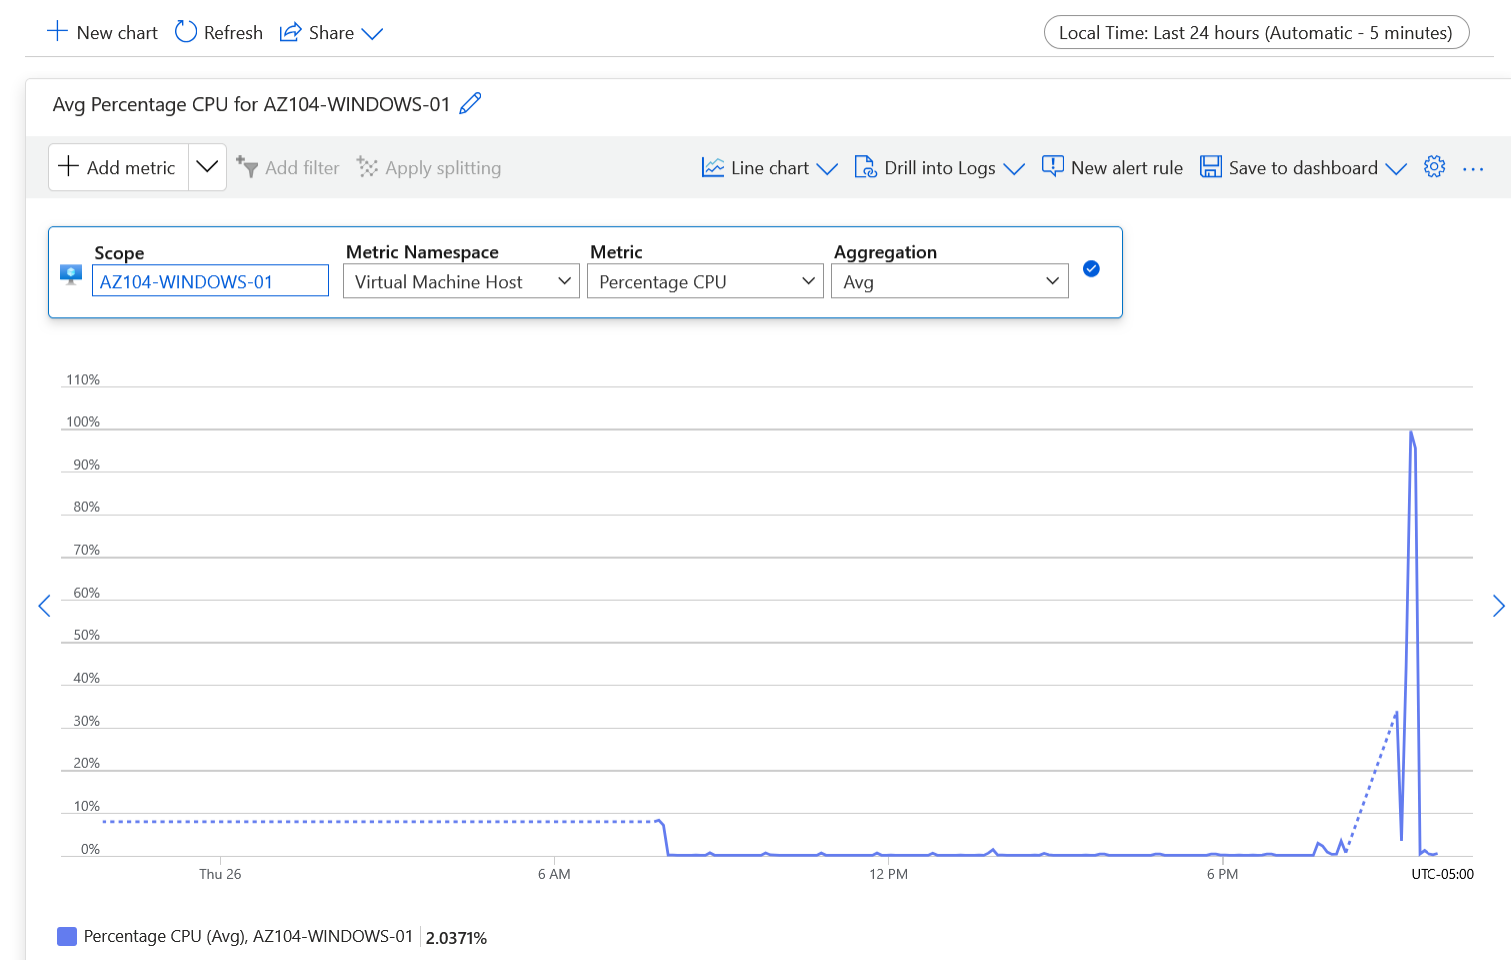 New chart Refresh Share Local Time: Last 24 hours (Automatic - 5 minutes)
Avg Percentage CPU for AZ104-WINDOWS-01
Add metric Add filter Apply splitting Line chart Drill into Logs New alert rule Save to dashboard ...
Scope Metric Namespace Metric Aggregation
AZ104-WINDOWS-01 Virtual Machine Host Percentage CPU Avg
110%
100%
90%
80%
70%
60%
50%
40%
30%
20%
10%
0%
Thu 26 6 AM 12 PM 6 PM UTC-05:00
Percentage CPU (Avg), AZ104-WINDOWS-01 2.0371%